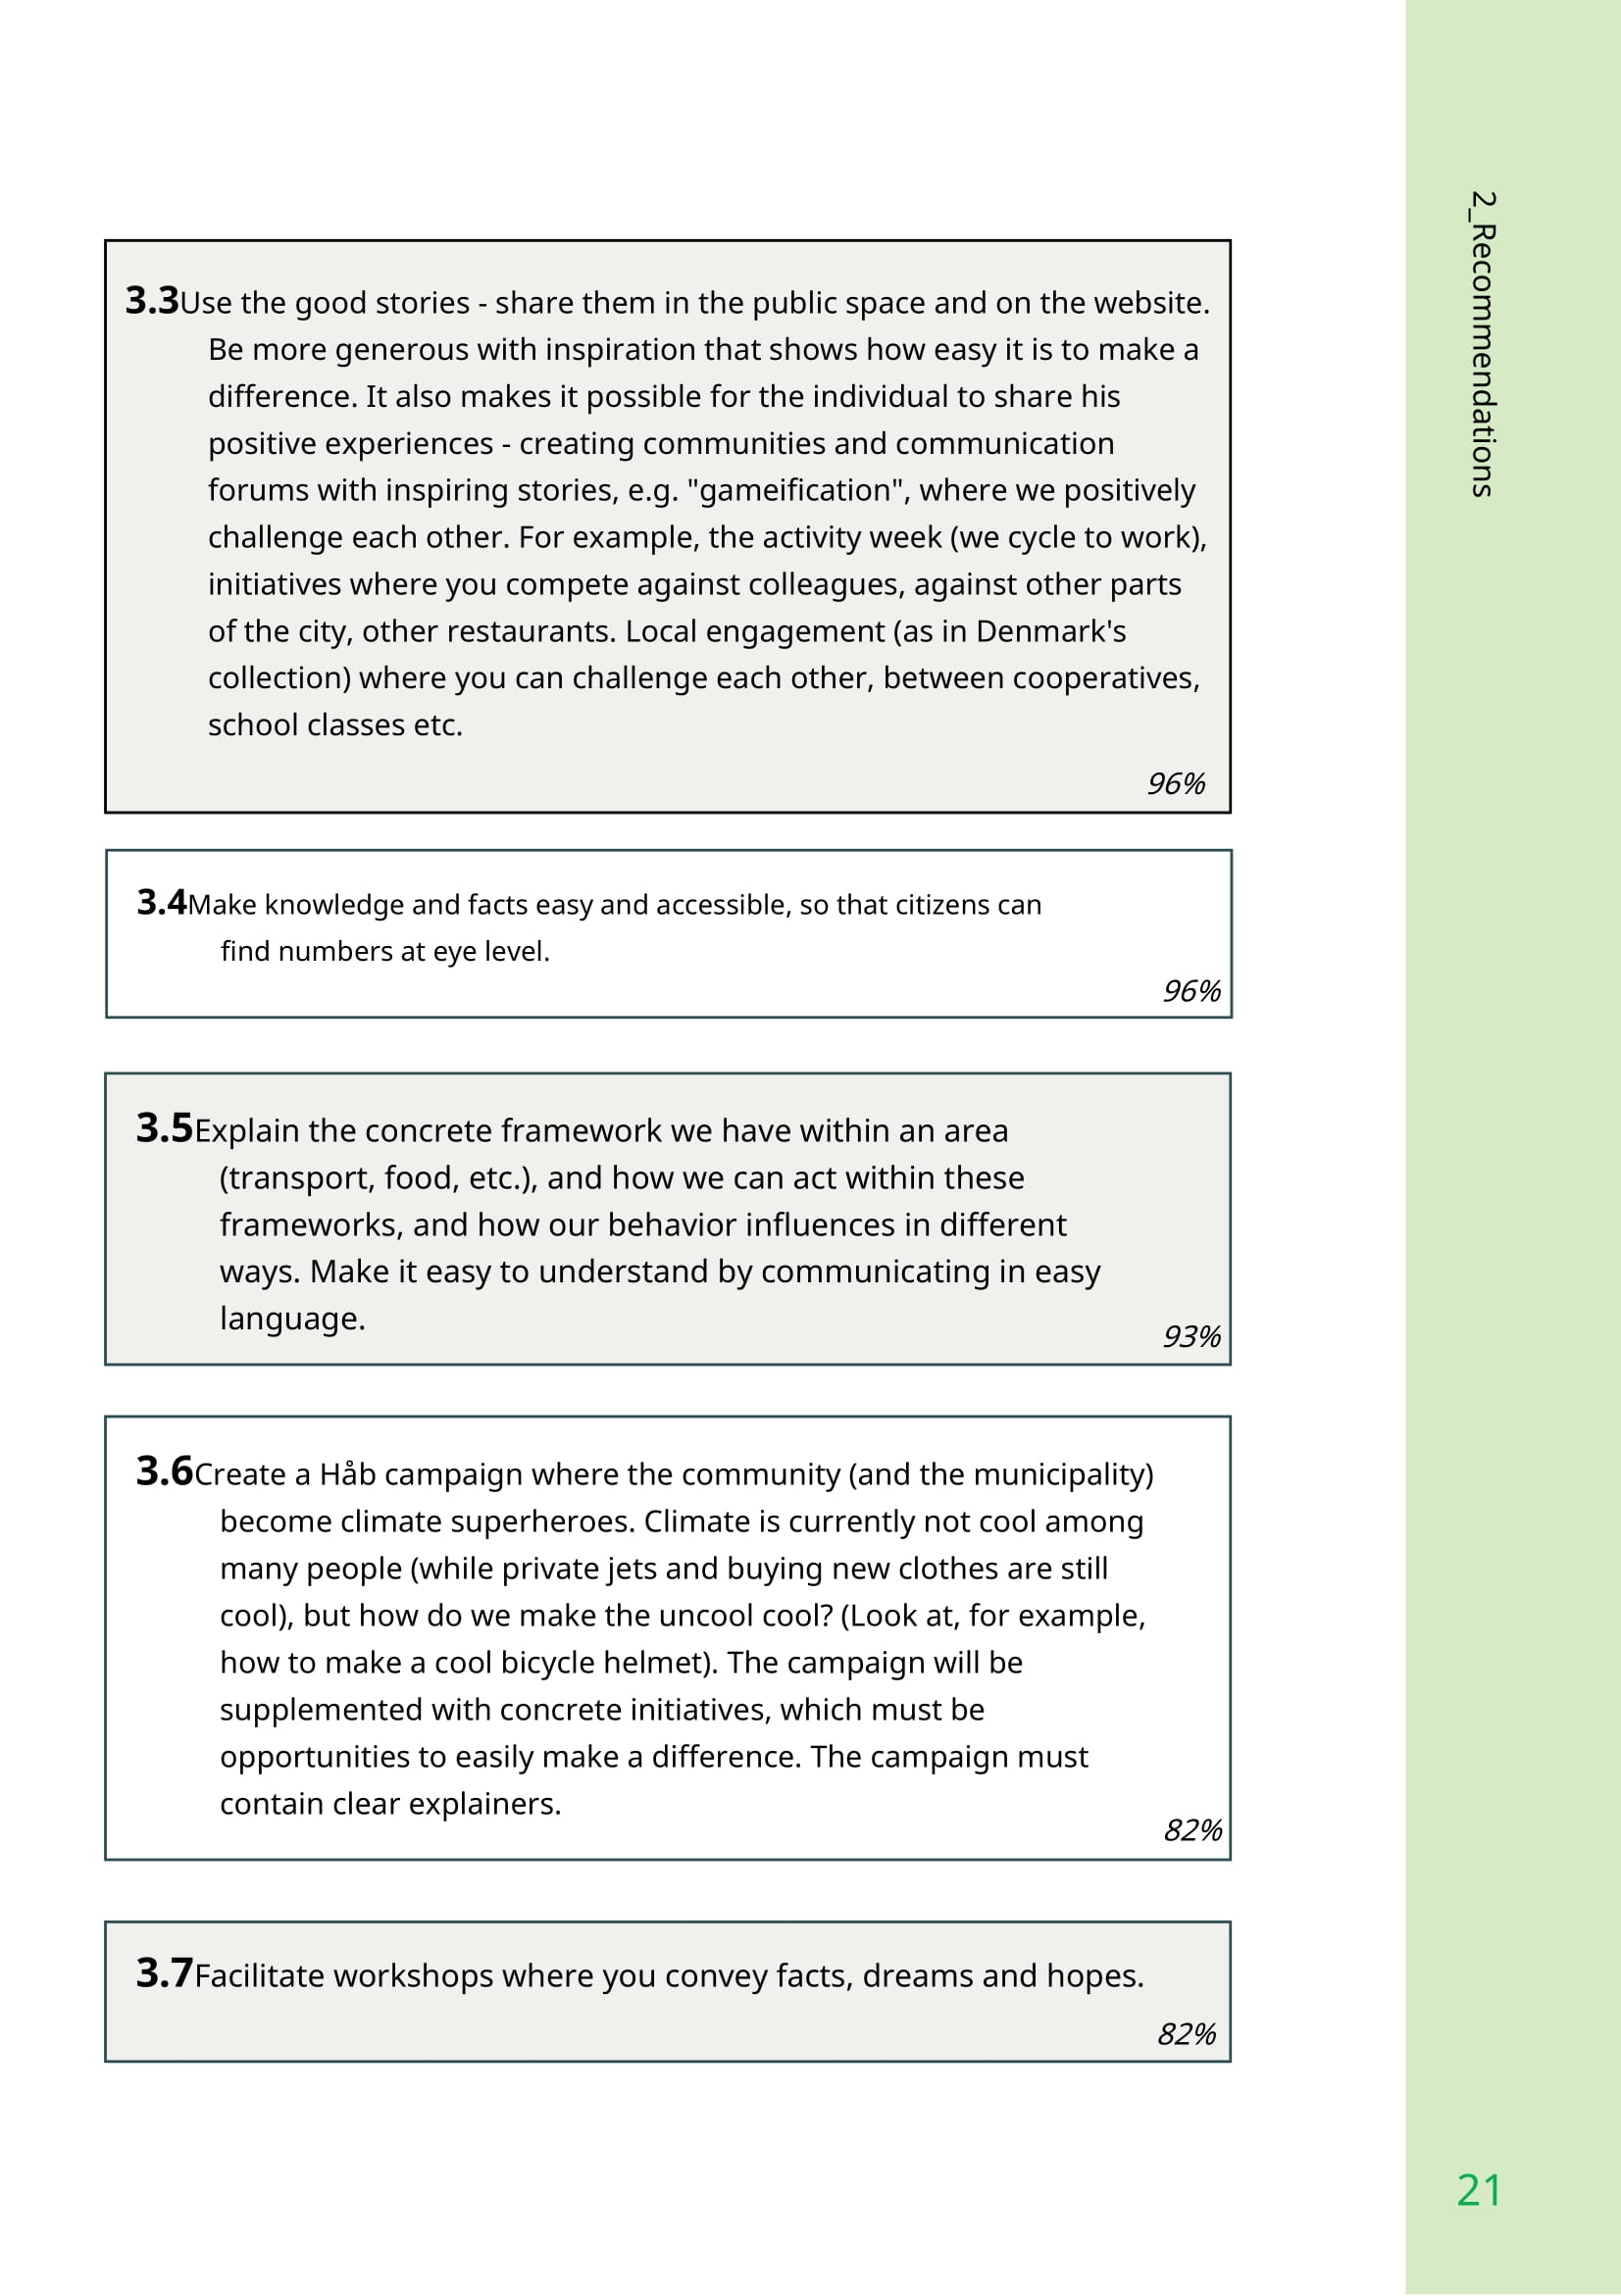 2_Recommendations
3.3Use the good stories - share them in the public space and on the website.
Be more generous with inspiration that shows how easy it is to make a
difference. It also makes it possible for the individual to share his
positive experiences - creating communities and communication
forums with inspiring stories, e.g. "gameification", where we positively
challenge each other. For example, the activity week (we cycle to work),
initiatives where you compete against colleagues, against other parts
of the city, other restaurants. Local engagement (as in Denmark's
collection) where you can challenge each other, between cooperatives,
school classes etc.
96%
3.4Make knowledge and facts easy and accessible, so that citizens can
find numbers at eye level.
96%
3.5Explain the concrete framework we have within an area
(transport, food, etc.), and how we can act within these
frameworks, and how our behavior influences in different
ways. Make it easy to understand by communicating in easy
language.
93%
3.6Create a Håb campaign where the community (and the municipality)
become climate superheroes. Climate is currently not cool among
many people (while private jets and buying new clothes are still
cool), but how do we make the uncool cool? (Look at, for example,
how to make a cool bicycle helmet). The campaign will be
supplemented with concrete initiatives, which must be
opportunities to easily make a difference. The campaign must
contain clear explainers.
82%
3.7Facilitate workshops where you convey facts, dreams and hopes.
82%
21